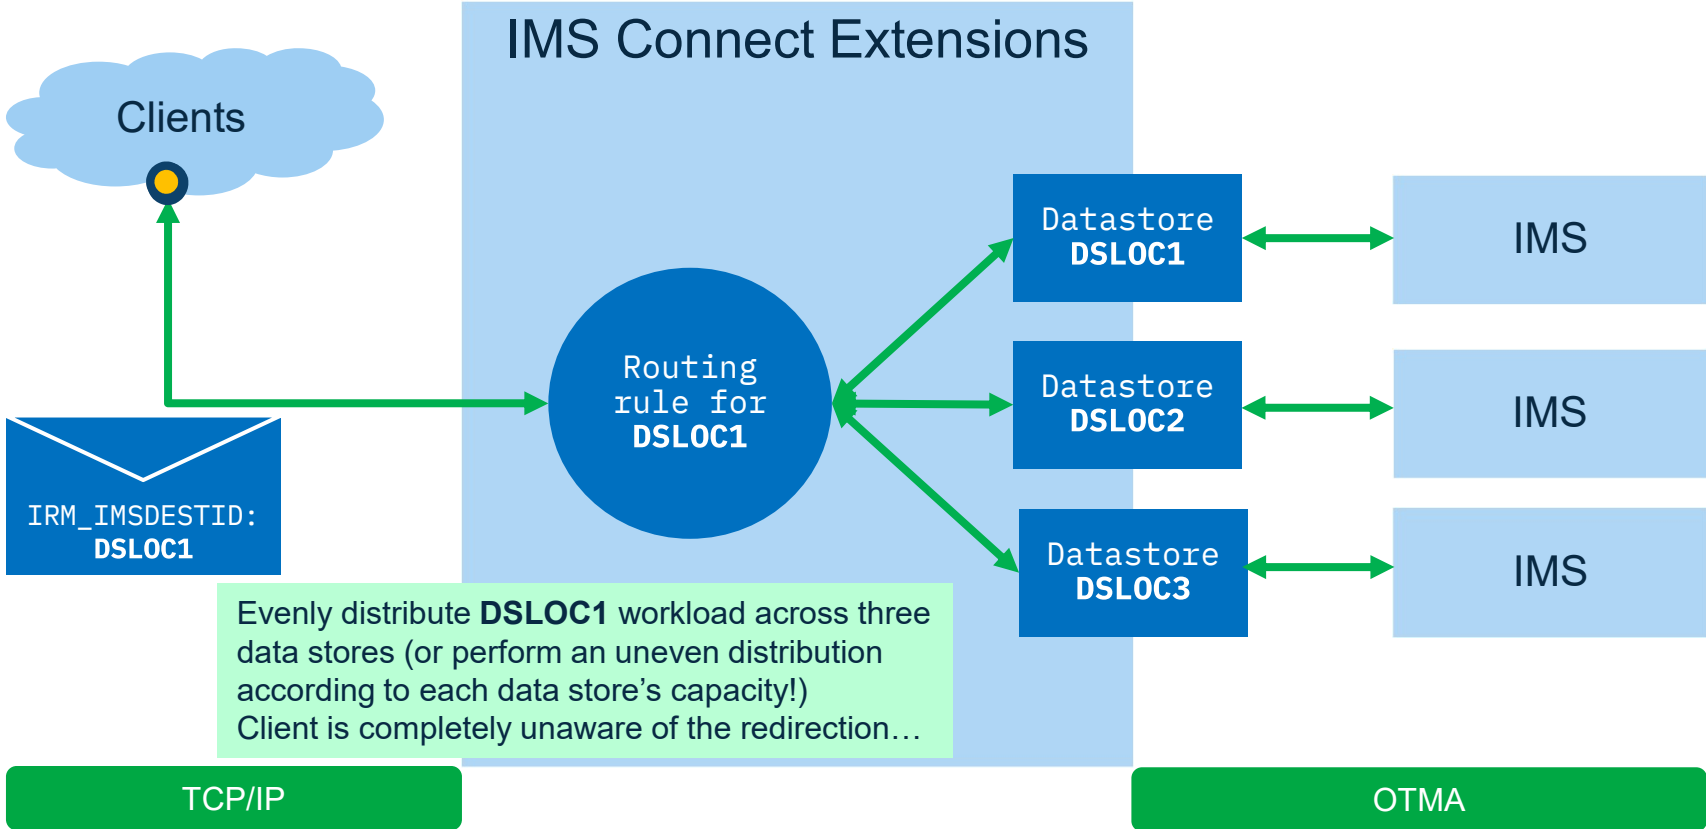 IMS Connect Extensions
Clients
Datastore
DSLOC1
IMS
Routing
rule for
DSLOC1
Datastore
DSLOC2
IMS
IRM_IMSDESTID:
DSLOC1
Datastore
DSLOC3
IMS
Evenly distribute DSLOC1 workload across three
data stores (or perform an uneven distribution
according to each data store’s capacity!)
Client is completely unaware of the redirection…
TCP/IP
OTMA